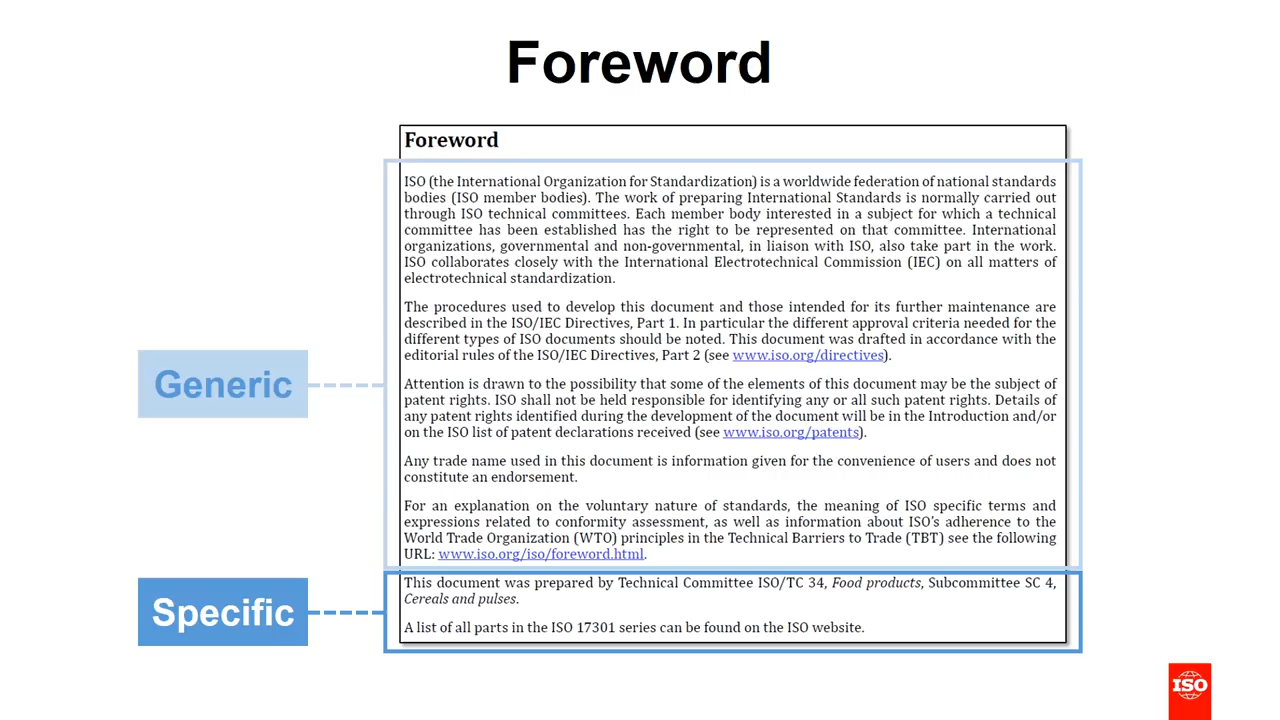 Foreword
Foreword
ISO (the International Organization for Standardization) is a worldwide federation of national standards
bodies (ISO member bodies). The work of preparing International Standards is normally carried out
through ISO technical committees. Each member body interested in a subject for which a technical
committee has been established has the right to be represented on that committee. International
organizations, governmental and non-governmental, in liaison with ISO, also take part in the work.
ISO collaborates closely with the International Electrotechnical Commission (IEC) on all matters of
electrotechnical standardization.
The procedures used to develop this document and those intended for its further maintenance are
described in the ISO/IEC Directives, Part 1. In particular the different approval criteria needed for the
different types of ISO documents should be noted. This document was drafted in accordance with the
editorial rules of the ISO/IEC Directives, Part 2 (see www.iso.org/directives).
Generic
Attention is drawn to the possibility that some of the elements of this document may be the subject of
patent rights. ISO shall not be held responsible for identifying any or all such patent rights. Details of
any patent rights identified during the development of the document will be in the Introduction and/or
on the ISO list of patent declarations received (see www.iso.org/patents).
Any trade name used in this document is information given for the convenience of users and does not
constitute an endorsement.
For an explanation on the voluntary nature of standards, the meaning of ISO specific terms and
expressions related to conformity assessment, as well as information about ISO's adherence to the
World Trade Organization (WTO) principles in the Technical Barriers to Trade (TBT) see the following
URL: www.iso.org/iso/foreword.html.
Specific
This document was prepared by Technical Committee ISO/TC 34, Food products, Subcommittee SC 4,
Cereals and pulses.
A list of all parts in the ISO 17301 series can be found on the ISO website.
ISO